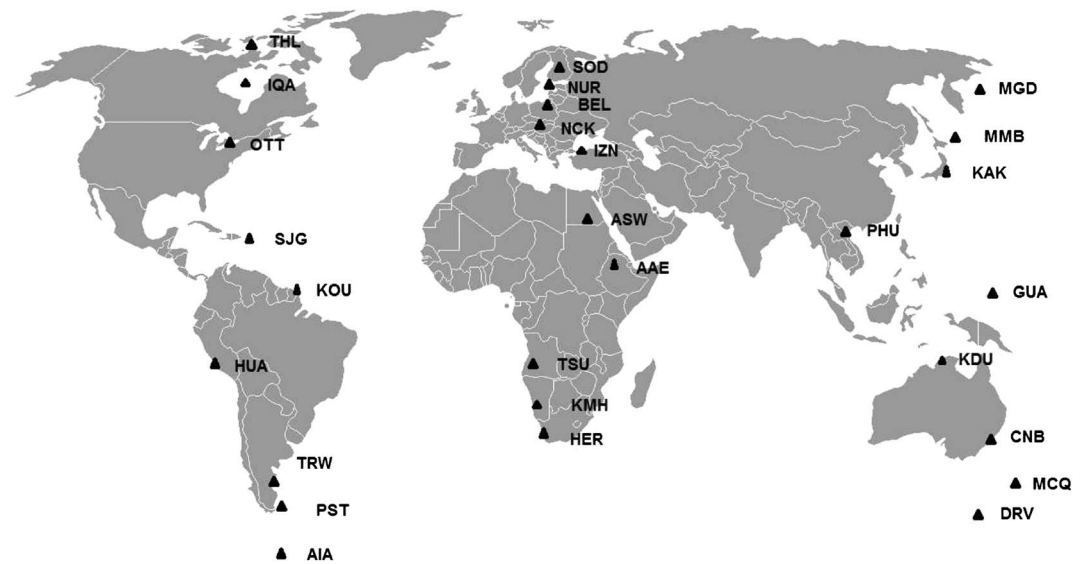 THL
IQA
OTT
SJG
KOU
HUA
TRW
PST
AIA
SOD
NUR
BEL
NCK
IZN
ASW
AAE
TSU
KMH
HER
MGD
MMB
KAK
PHU
GUA
KDU
CNB
MCQ
DRV